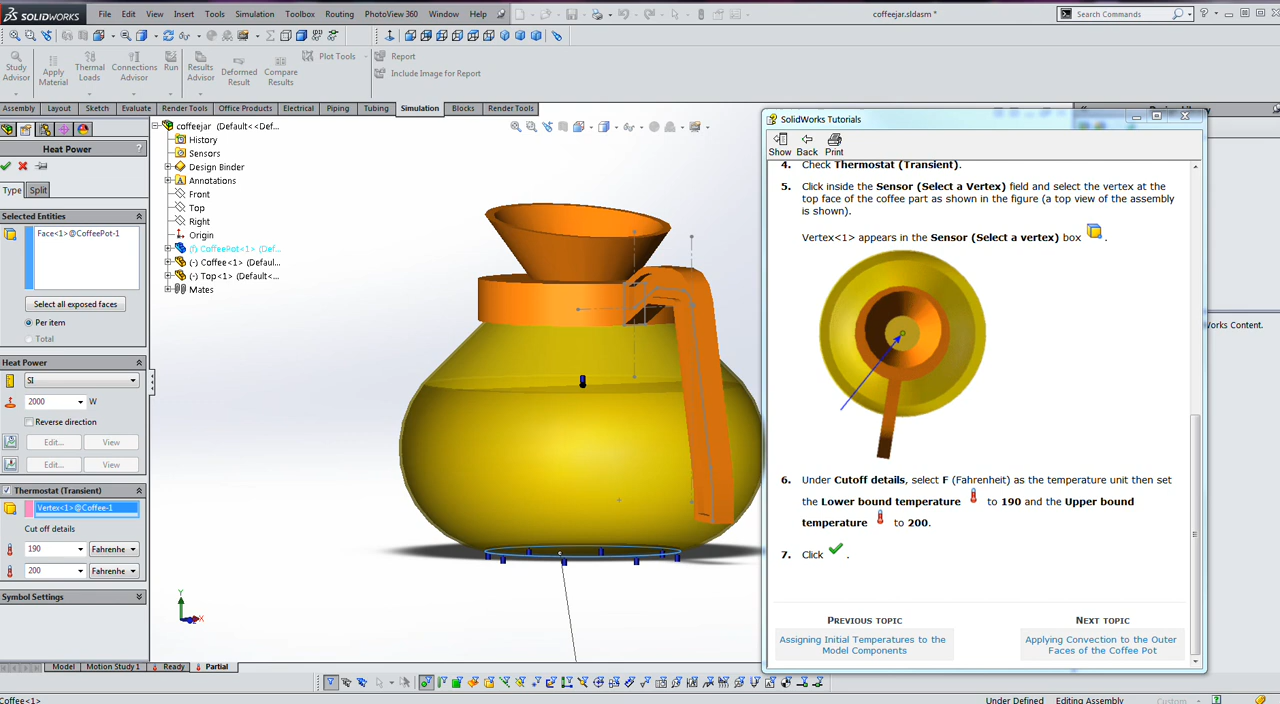 SOLIDWORKS File Edit View Insert Tools Simulation Toolbox Routing PhotoView 360 Window Help coffeejar.sldasm * Search Commands
Study Advisor
Apply Material
Thermal Loads
Connections Advisor
Run
Results Advisor
Deformed Result
Compare Results
Plot Tools
Report
Include Image for Report
Assembly Layout Sketch Evaluate Render Tools Office Products Electrical Piping Tubing Simulation Blocks Render Tools
Heat Power ?
Type Split
Selected Entities
Face<1>@CoffeePot-1
Select all exposed faces
Per item
Total
Heat Power
SI
2000 W
Reverse direction
Edit... View
Edit... View
Thermostat (Transient)
Vertex<1>@Coffee-1
Cut off details
190 Fahrenhe
200 Fahrenhe
Symbol Settings
coffeejar (Default<<Def...
History
Sensors
Design Binder
Annotations
Front
Top
Right
Origin
(f) CoffeePot<1> (Def...
(-) Coffee<1> (Defaul...
(-) Top<1> (Default<...
Mates
Y
X
SolidWorks Tutorials
Show Back Print
4. Check Thermostat (Transient).
5. Click inside the Sensor (Select a Vertex) field and select the vertex at the
top face of the coffee part as shown in the figure (a top view of the assembly
is shown).
Vertex<1> appears in the Sensor (Select a vertex) box .
6. Under Cutoff details, select F (Fahrenheit) as the temperature unit then set
the Lower bound temperature to 190 and the Upper bound
temperature to 200.
7. Click .
PREVIOUS TOPIC
Assigning Initial Temperatures to the
Model Components
NEXT TOPIC
Applying Convection to the Outer
Faces of the Coffee Pot
Works Content.
Model Motion Study 1 Ready Partial
Coffee<1> Under Defined Editing Assembly Custom